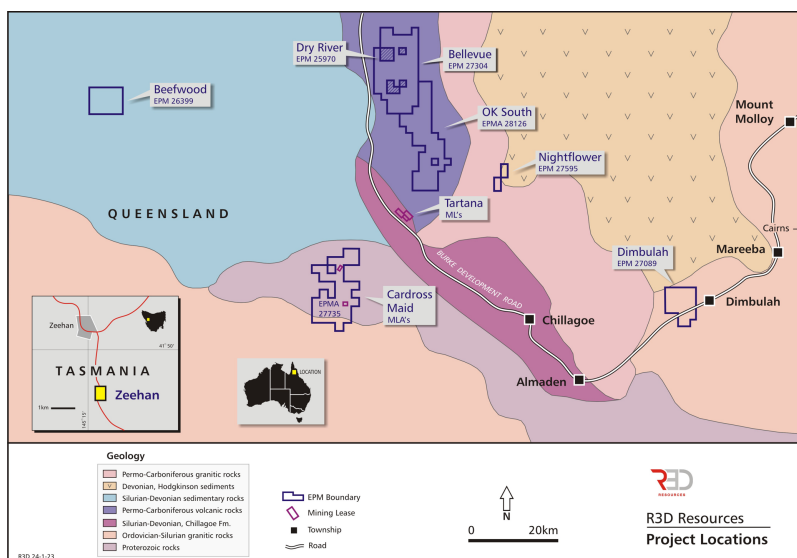 Dry River
EPM 25970
Bellevue
EPM 27304
Beefwood
EPM 26399
OK South
EPMA 28126
Mount
Molloy
Nightflower
EPM 27595
Tartana
ML's
QUEENSLAND
Cairns
Mareeba
BURKE DEVELOPMENT ROAD
Dimbulah
EPM 27089
EPMA
27735
Cardross
Maid
MLA's
Dimbulah
Chillagoe
Almaden
Zeehan
41° 50'
TASMANIA
Zeehan
1km
145° 15'
LOCATION
Geology
Permo-Carboniferous granitic rocks
Devonian, Hodgkinson sediments
Silurian-Devonian sedimentary rocks
Permo-Carboniferous volcanic rocks
Silurian-Devonian, Chillagoe Fm.
Ordovician-Silurian granitic rocks
Proterozoic rocks
EPM Boundary
Mining Lease
Township
Road
N
0 20km
R3D
RESOURCES
R3D Resources
Project Locations
R3D 24-1-23